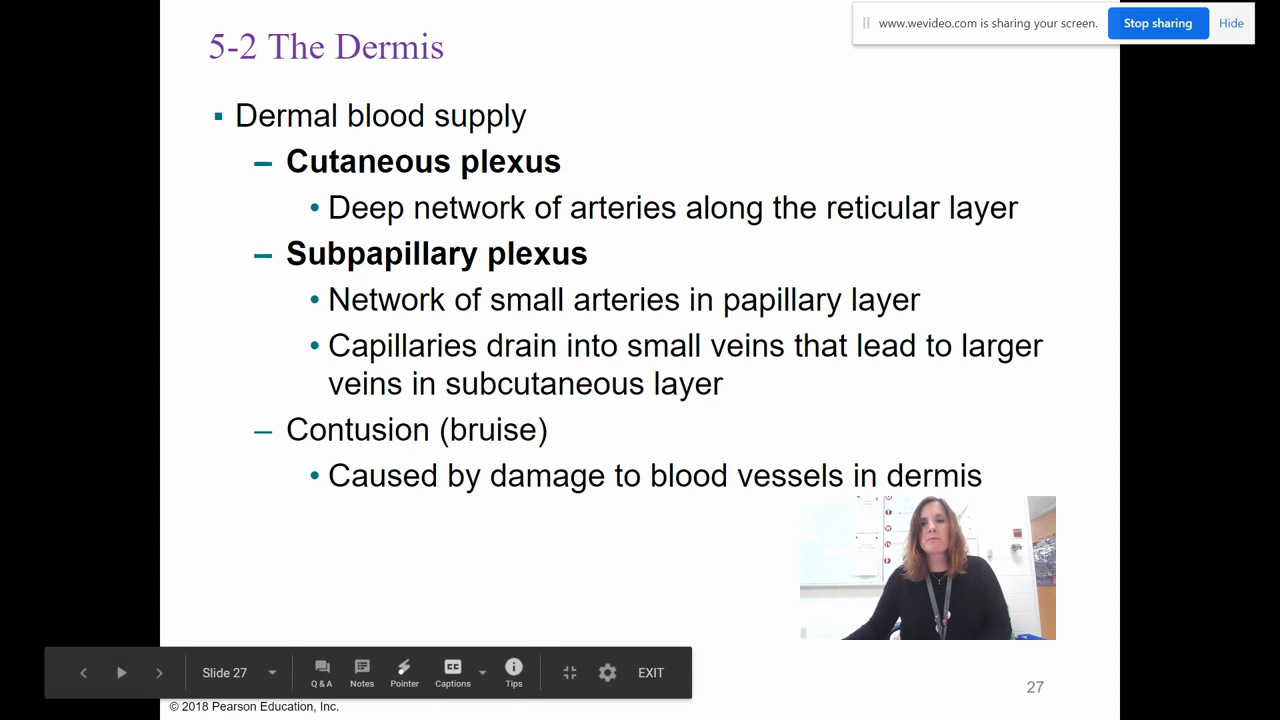 www.wevideo.com is sharing your screen.
Stop sharing
Hide
5-2 The Dermis
▪ Dermal blood supply
– Cutaneous plexus
• Deep network of arteries along the reticular layer
– Subpapillary plexus
• Network of small arteries in papillary layer
• Capillaries drain into small veins that lead to larger
veins in subcutaneous layer
– Contusion (bruise)
• Caused by damage to blood vessels in dermis
Slide 27
Q & A
Notes
Pointer
Captions
Tips
EXIT
27
© 2018 Pearson Education, Inc.